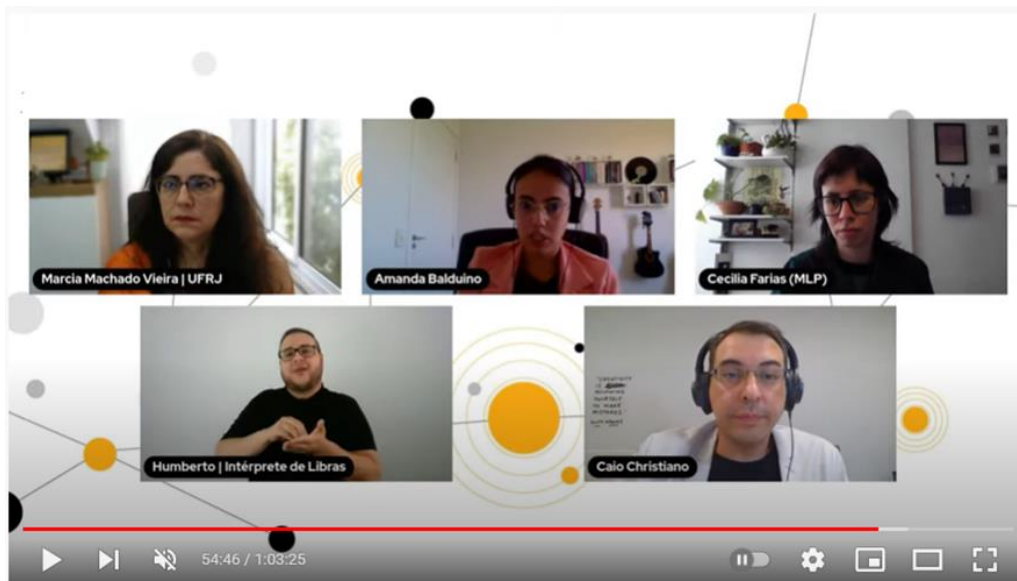 Marcia Machado Vieira | UFRJ
Amanda Balduino
Cecilia Farias (MLP)
Humberto | Intérprete de Libras
Caio Christiano
54:46 / 1:03:25